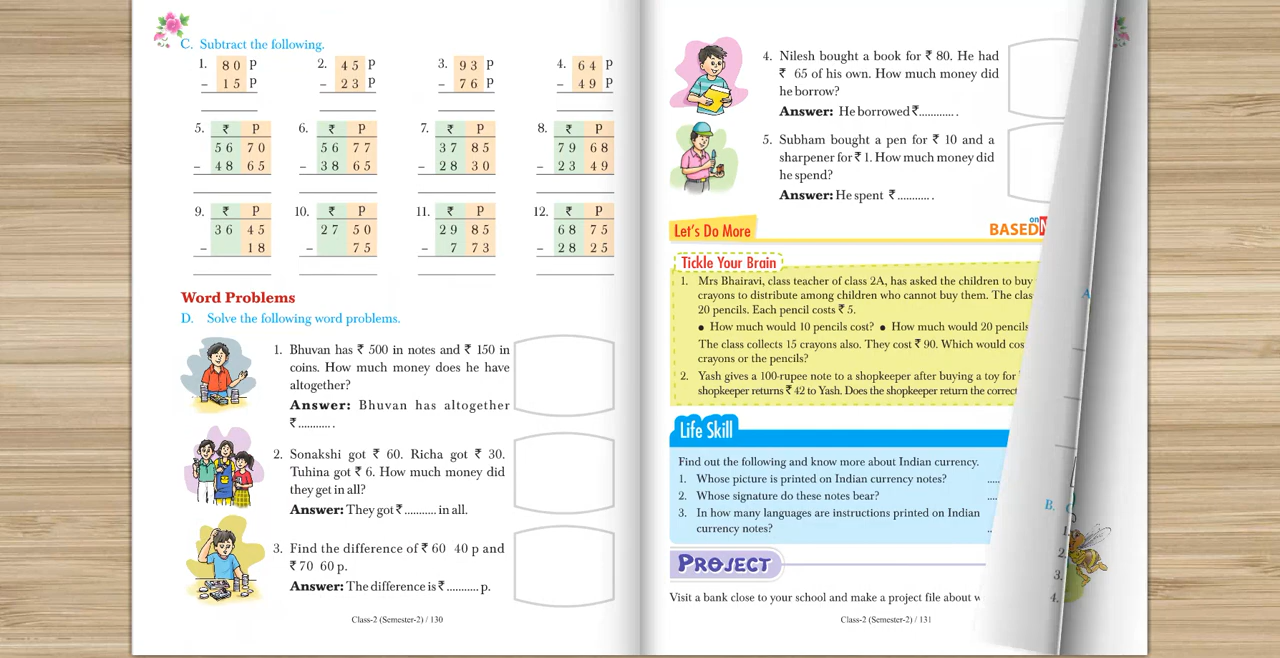 C. Subtract the following.
1. 80 P
– 15 P
2. 45 P
– 23 P
3. 93 P
– 76 P
4. 64 P
– 49 P
5. ₹ P
56 70
– 48 65
6. ₹ P
56 77
– 38 65
7. ₹ P
37 85
– 28 30
8. ₹ P
79 68
– 23 49
9. ₹ P
36 45
– 18
10. ₹ P
27 50
– 75
11. ₹ P
29 85
– 7 73
12. ₹ P
68 75
– 28 25
Word Problems
D. Solve the following word problems.
1. Bhuvan has ₹ 500 in notes and ₹ 150 in
coins. How much money does he have
altogether?
Answer: Bhuvan has altogether
₹ ........... .
2. Sonakshi got ₹ 60. Richa got ₹ 30.
Tuhina got ₹ 6. How much money did
they get in all?
Answer: They got ₹ ........... in all.
3. Find the difference of ₹ 60 40 p and
₹ 70 60 p.
Answer: The difference is ₹ ........... p.
Class-2 (Semester-2) / 130
4. Nilesh bought a book for ₹ 80. He had
₹ 65 of his own. How much money did
he borrow?
Answer: He borrowed ₹ ............ .
5. Subham bought a pen for ₹ 10 and a
sharpener for ₹ 1. How much money did
he spend?
Answer: He spent ₹ ........... .
Let's Do More
BASED on
Tickle Your Brain
1. Mrs Bhairavi, class teacher of class 2A, has asked the children to buy
crayons to distribute among children who cannot buy them. The
20 pencils. Each pencil costs ₹ 5.
• How much would 10 pencils cost? • How much would 20 pencils
The class collects 15 crayons also. They cost ₹ 90. Which would
crayons or the pencils?
2. Yash gives a 100-rupee note to a shopkeeper after buying a toy for
shopkeeper returns ₹ 42 to Yash. Does the shopkeeper return the correct
Life Skill
Find out the following and know more about Indian currency.
1. Whose picture is printed on Indian currency notes? .....
2. Whose signature do these notes bear? ....
3. In how many languages are instructions printed on Indian
currency notes? ..
PROJECT
Visit a bank close to your school and make a project file about
Class-2 (Semester-2) / 131
A
B.
1.
2.
3.
4.